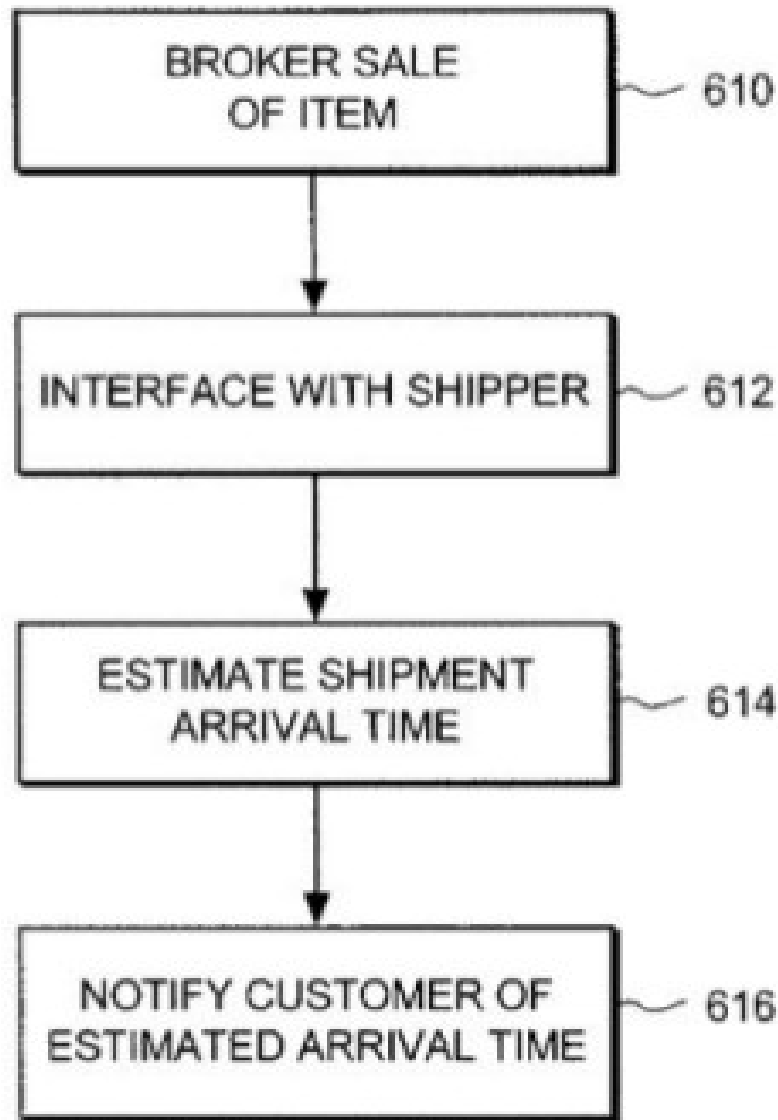 BROKER SALE
OF ITEM
610
INTERFACE WITH SHIPPER
612
ESTIMATE SHIPMENT
ARRIVAL TIME
614
NOTIFY CUSTOMER OF
ESTIMATED ARRIVAL TIME
616